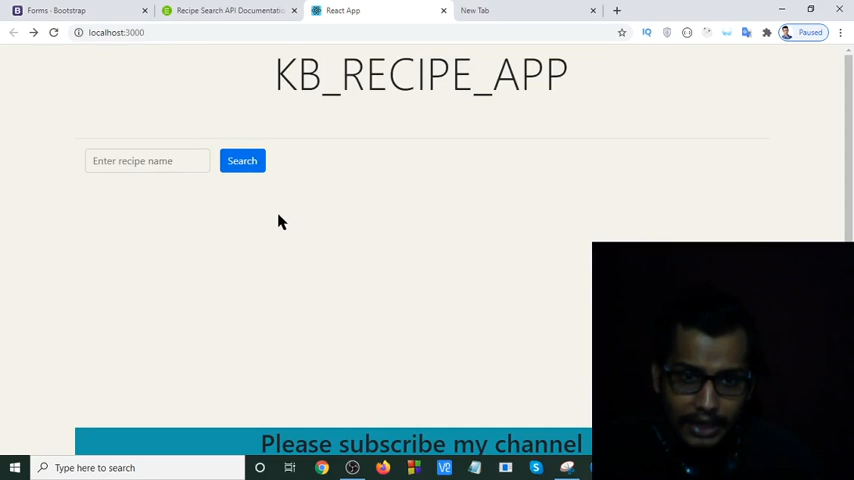 Forms - Bootstrap
Recipe Search API Documentatio
React App
New Tab
localhost:3000
IQ
Paused
KB_RECIPE_APP
Enter recipe name
Search
Please subscribe my channel
Type here to search